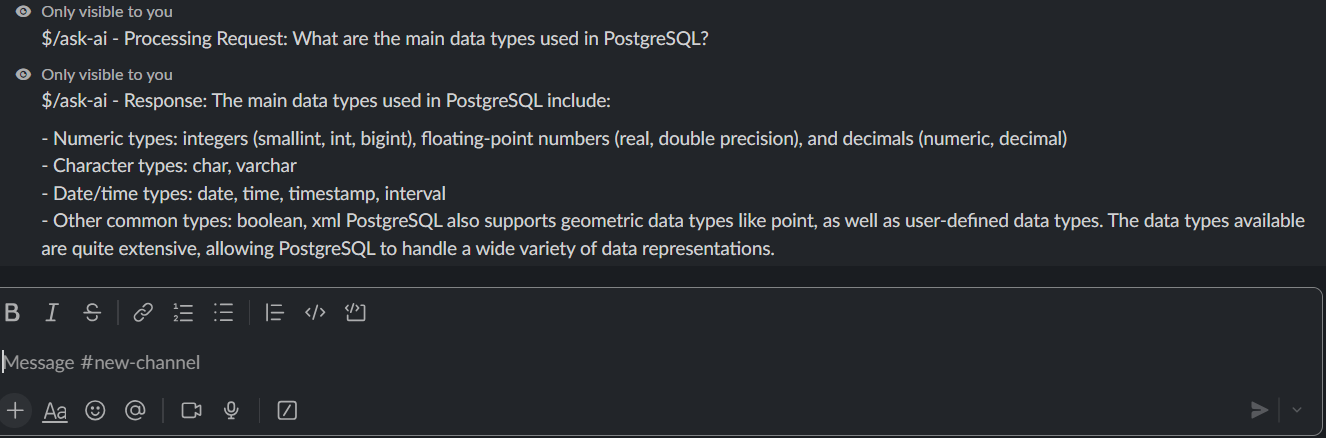 Only visible to you
$/ask-ai - Processing Request: What are the main data types used in PostgreSQL?
Only visible to you
$/ask-ai - Response: The main data types used in PostgreSQL include:
- Numeric types: integers (smallint, int, bigint), floating-point numbers (real, double precision), and decimals (numeric, decimal)
- Character types: char, varchar
- Date/time types: date, time, timestamp, interval
- Other common types: boolean, xml PostgreSQL also supports geometric data types like point, as well as user-defined data types. The data types available
are quite extensive, allowing PostgreSQL to handle a wide variety of data representations.
B I S
Message #new-channel
Aa @